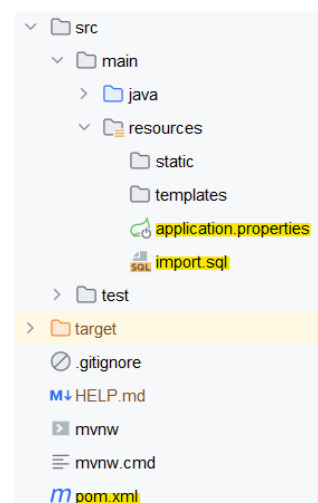 src
main
java
resources
static
templates
application.properties
SQL import.sql
test
target
.gitignore
M↓ HELP.md
mvnw
mvnw.cmd
m pom.xml